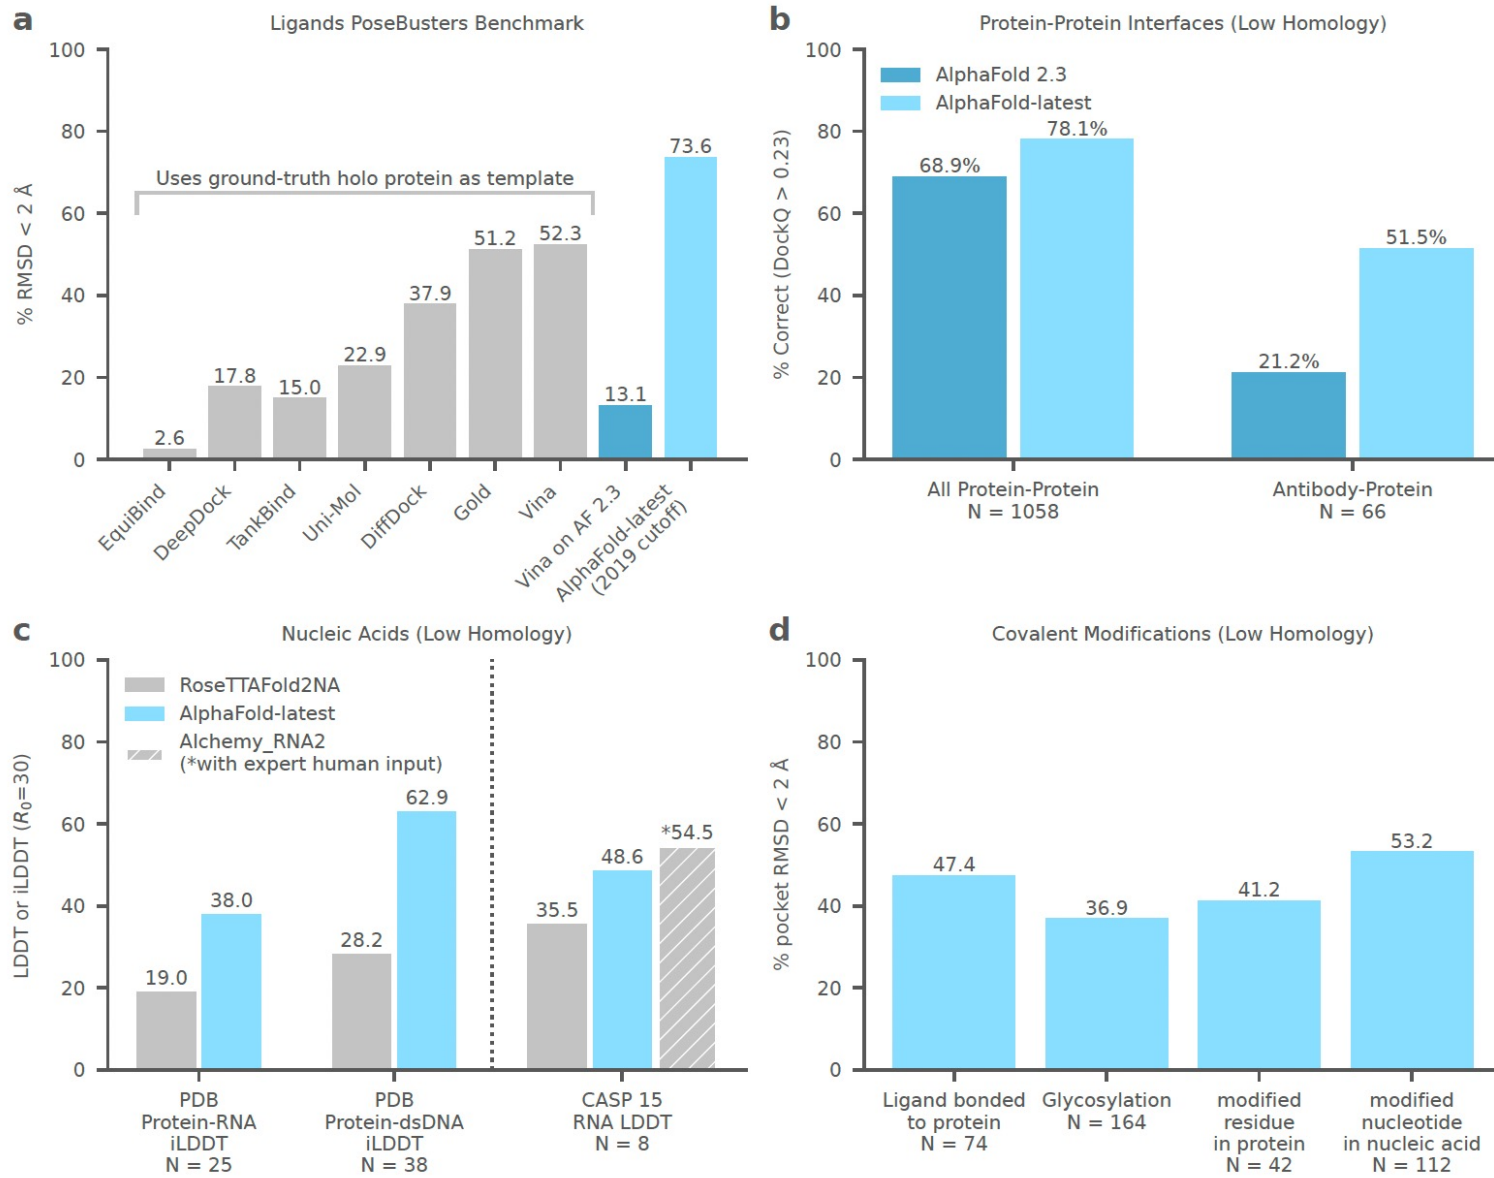 a
Ligands PoseBusters Benchmark
100
80
60
40
20
0
% RMSD < 2 Å
Uses ground-truth holo protein as template
2.6
17.8
15.0
22.9
37.9
51.2
52.3
13.1
73.6
EquiBind
DeepDock
TankBind
Uni-Mol
DiffDock
Gold
Vina
Vina on AF 2.3
AlphaFold-latest
(2019 cutoff)
b
Protein-Protein Interfaces (Low Homology)
100
80
60
40
20
0
% Correct (DockQ > 0.23)
AlphaFold 2.3
AlphaFold-latest
68.9%
78.1%
21.2%
51.5%
All Protein-Protein
N = 1058
Antibody-Protein
N = 66
c
Nucleic Acids (Low Homology)
100
80
60
40
20
0
LDDT or iLDDT (R₀=30)
RoseTTAFold2NA
AlphaFold-latest
Alchemy_RNA2
(*with expert human input)
19.0
38.0
28.2
62.9
35.5
48.6
*54.5
PDB
Protein-RNA
iLDDT
N = 25
PDB
Protein-dsDNA
iLDDT
N = 38
CASP 15
RNA LDDT
N = 8
d
Covalent Modifications (Low Homology)
100
80
60
40
20
0
% pocket RMSD < 2 Å
47.4
36.9
41.2
53.2
Ligand bonded
to protein
N = 74
Glycosylation
N = 164
modified
residue
in protein
N = 42
modified
nucleotide
in nucleic acid
N = 112